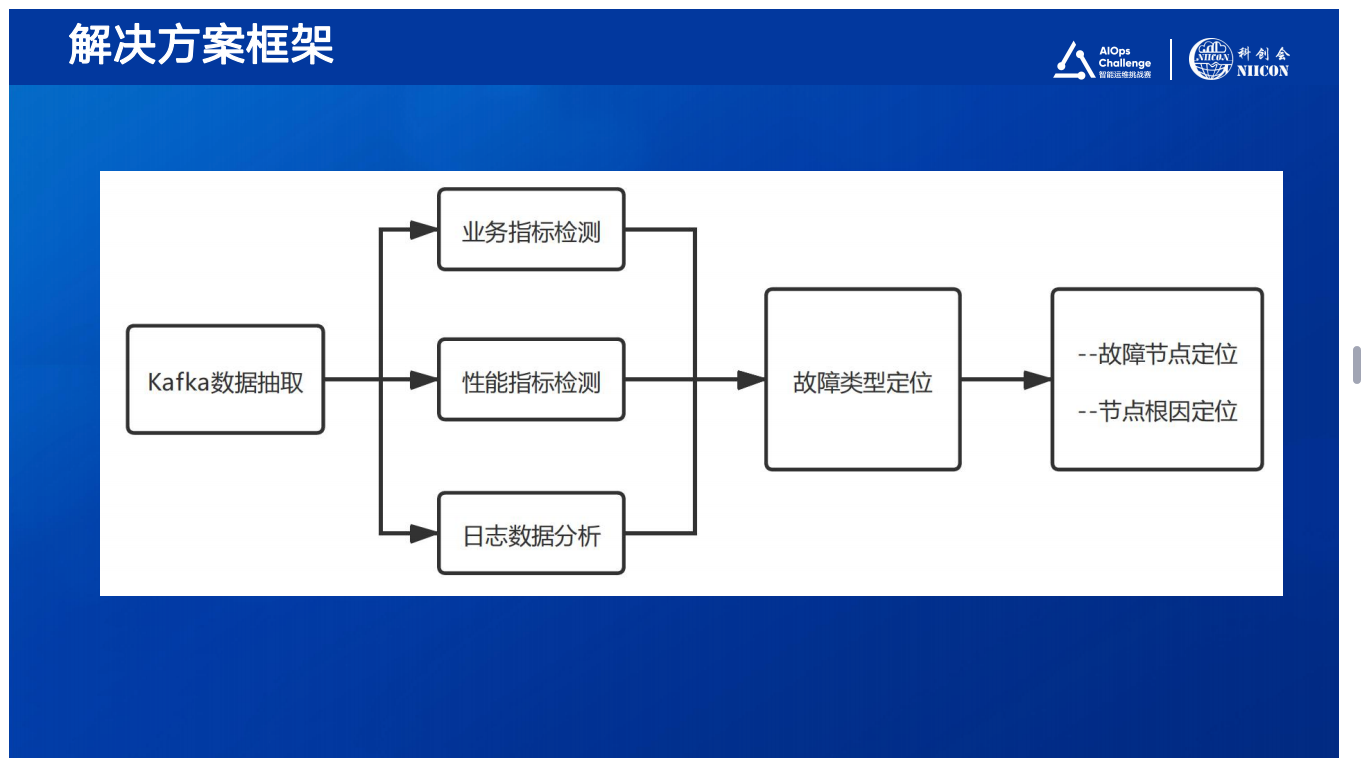 解决方案框架
AIOps
Challenge
智能运维挑战赛
NIICON
科创会
NIICON
业务指标检测
Kafka数据抽取
性能指标检测
故障类型定位
--故障节点定位
--节点根因定位
日志数据分析